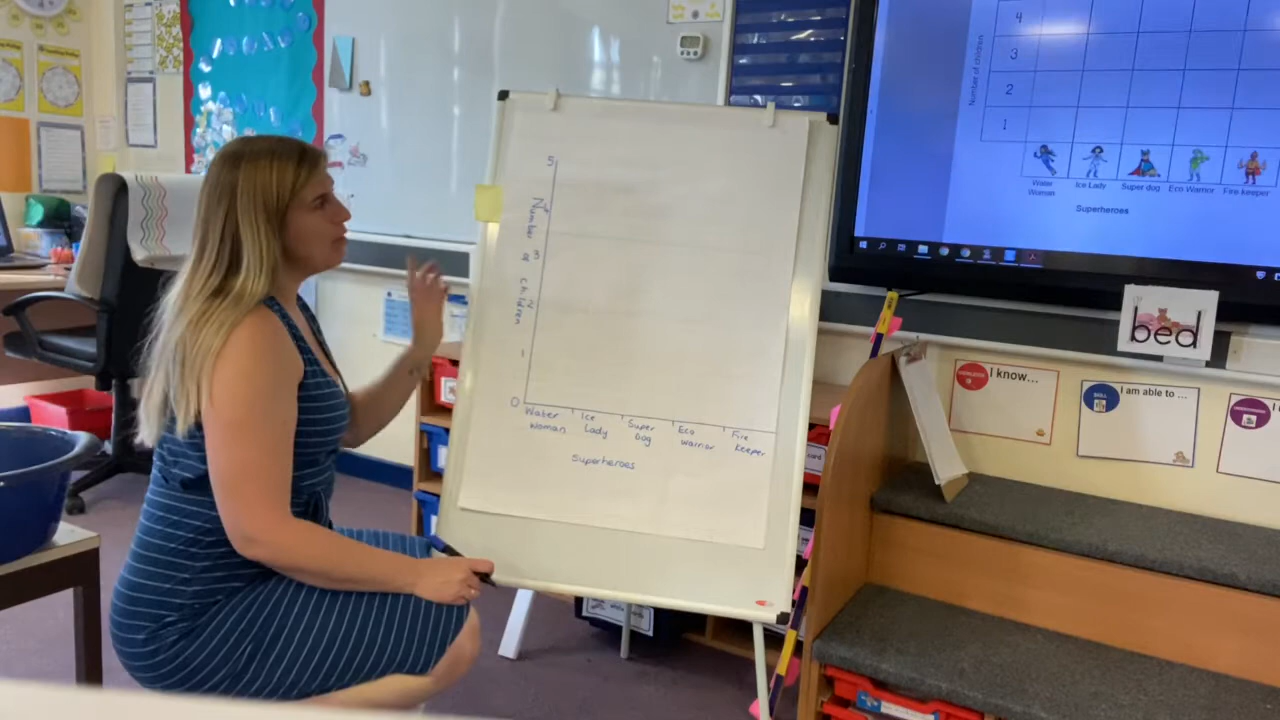 5
4
3
2
1
0
Number of children
Water Woman
Ice Lady
Super Dog
Eco Warrior
Fire Keeper
Superheroes
Number of children
4
3
2
1
Water Woman
Ice Lady
Super dog
Eco Warrior
Fire keeper
Superheroes
bed
I know...
I am able to ...
SKILL